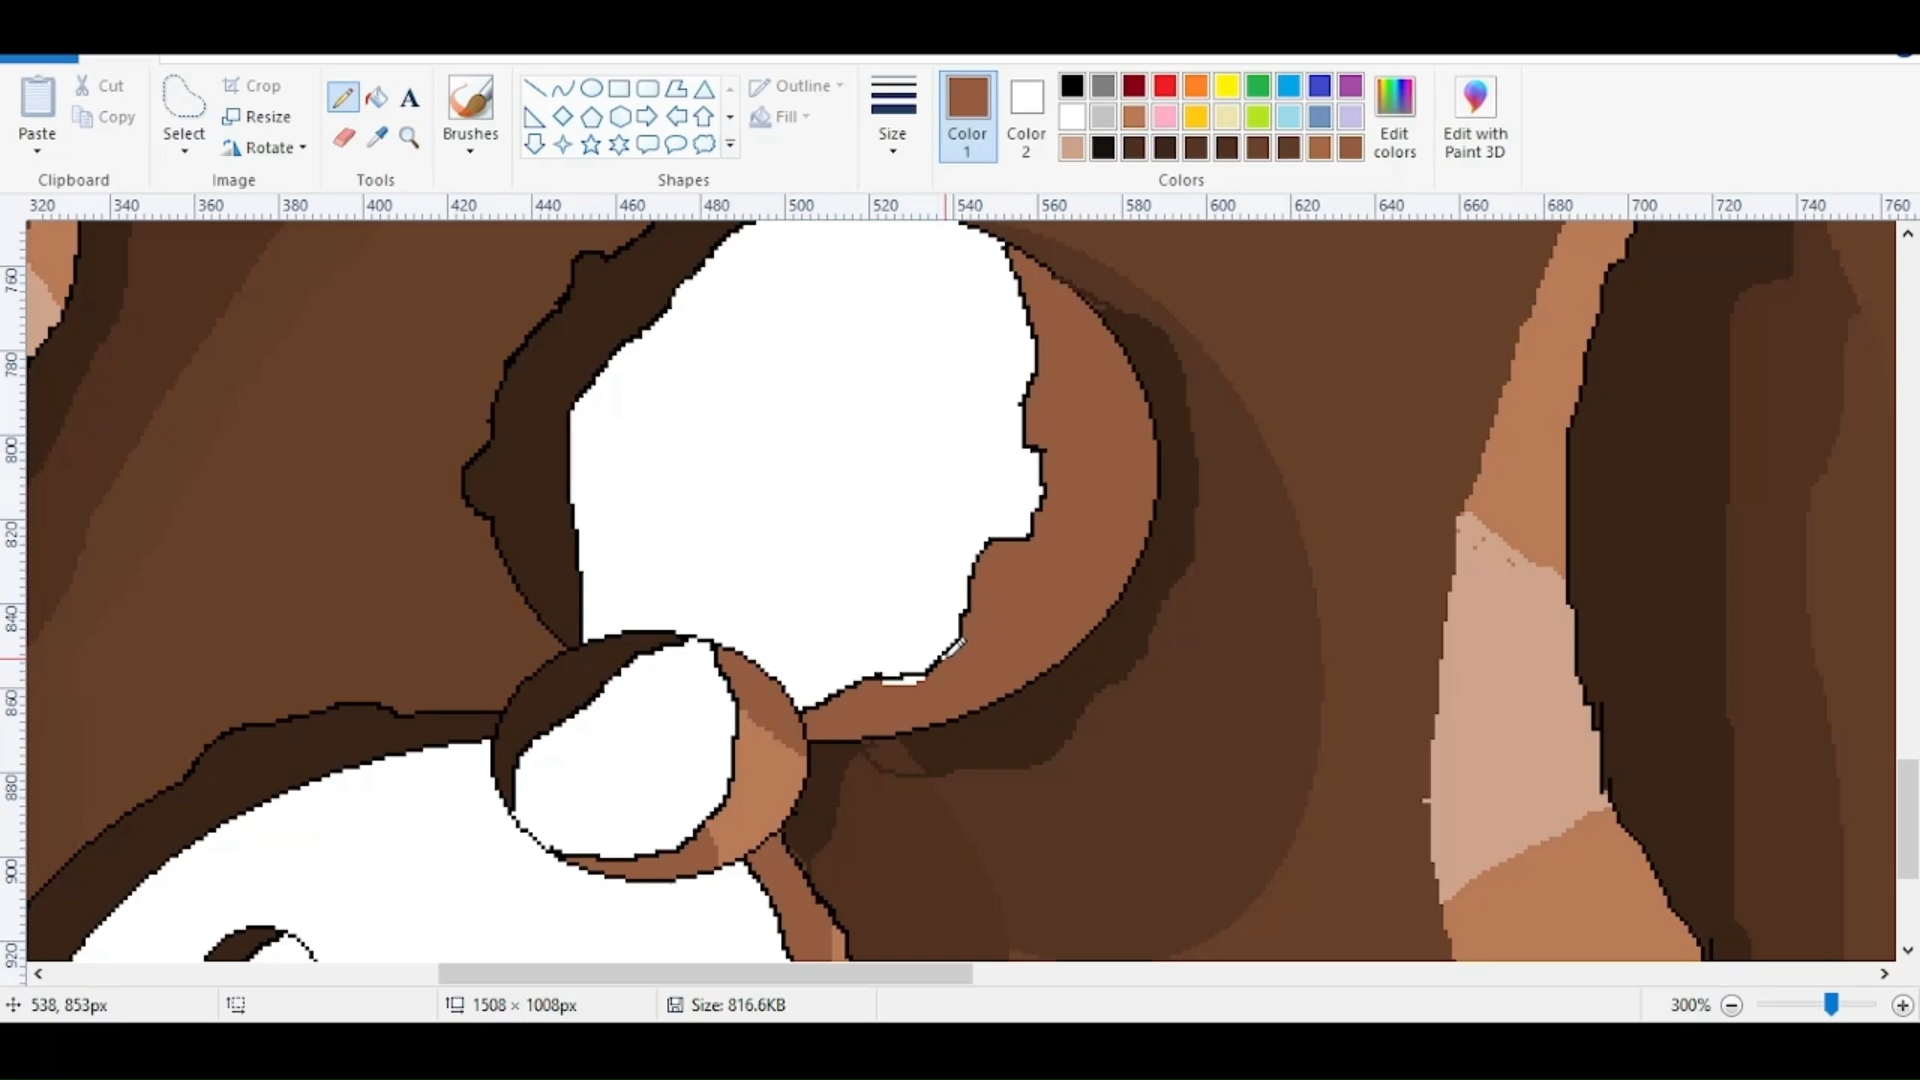 Cut
Copy
Paste
Clipboard
Select
Crop
Resize
Rotate
Image
A
Tools
Brushes
Outline
Fill
Shapes
Size
Color
1
Color
2
Colors
Edit
colors
Edit with
Paint 3D
320 340 360 380 400 420 440 460 480 500 520 540 560 580 600 620 640 660 680 700 720 740 760
760
780
800
820
840
860
880
900
920
538, 853px
1508 × 1008px
Size: 816.6KB
300%